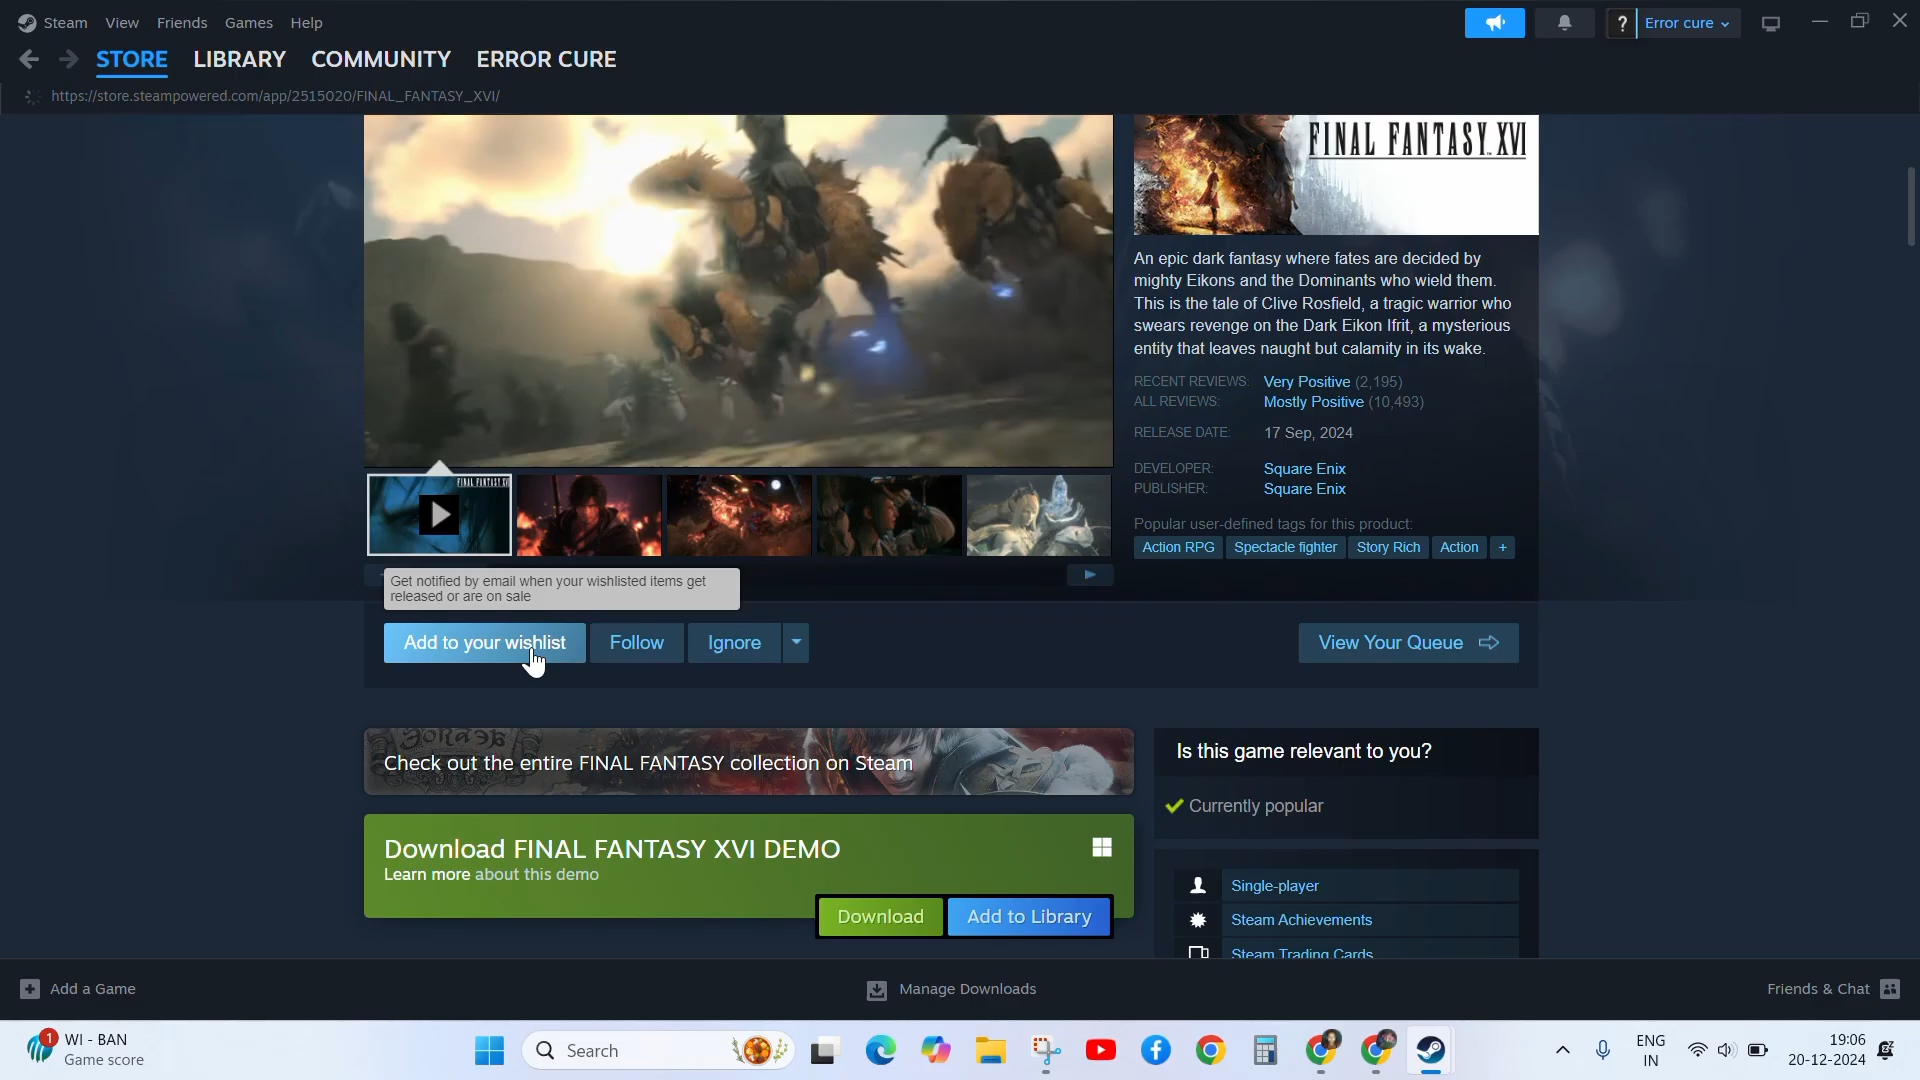 Steam View Friends Games Help
? Error cure
STORE LIBRARY COMMUNITY ERROR CURE
https://store.steampowered.com/app/2515020/FINAL_FANTASY_XVI/
FINAL FANTASY XVI
An epic dark fantasy where fates are decided by
mighty Eikons and the Dominants who wield them.
This is the tale of Clive Rosfield, a tragic warrior who
swears revenge on the Dark Eikon Ifrit, a mysterious
entity that leaves naught but calamity in its wake.
RECENT REVIEWS: Very Positive (2,195)
ALL REVIEWS: Mostly Positive (10,493)
RELEASE DATE: 17 Sep, 2024
DEVELOPER: Square Enix
PUBLISHER: Square Enix
Popular user-defined tags for this product:
Action RPG Spectacle fighter Story Rich Action +
FINAL FANTASY XVI
Get notified by email when your wishlisted items get
released or are on sale
Add to your wishlist Follow Ignore View Your Queue
Check out the entire FINAL FANTASY collection on Steam
Is this game relevant to you?
Currently popular
Download FINAL FANTASY XVI DEMO
Learn more about this demo
Download Add to Library
Single-player
Steam Achievements
Steam Trading Cards
Add a Game Manage Downloads Friends & Chat
1 WI - BAN
Game score
Search
ENG
IN
19:06
20-12-2024